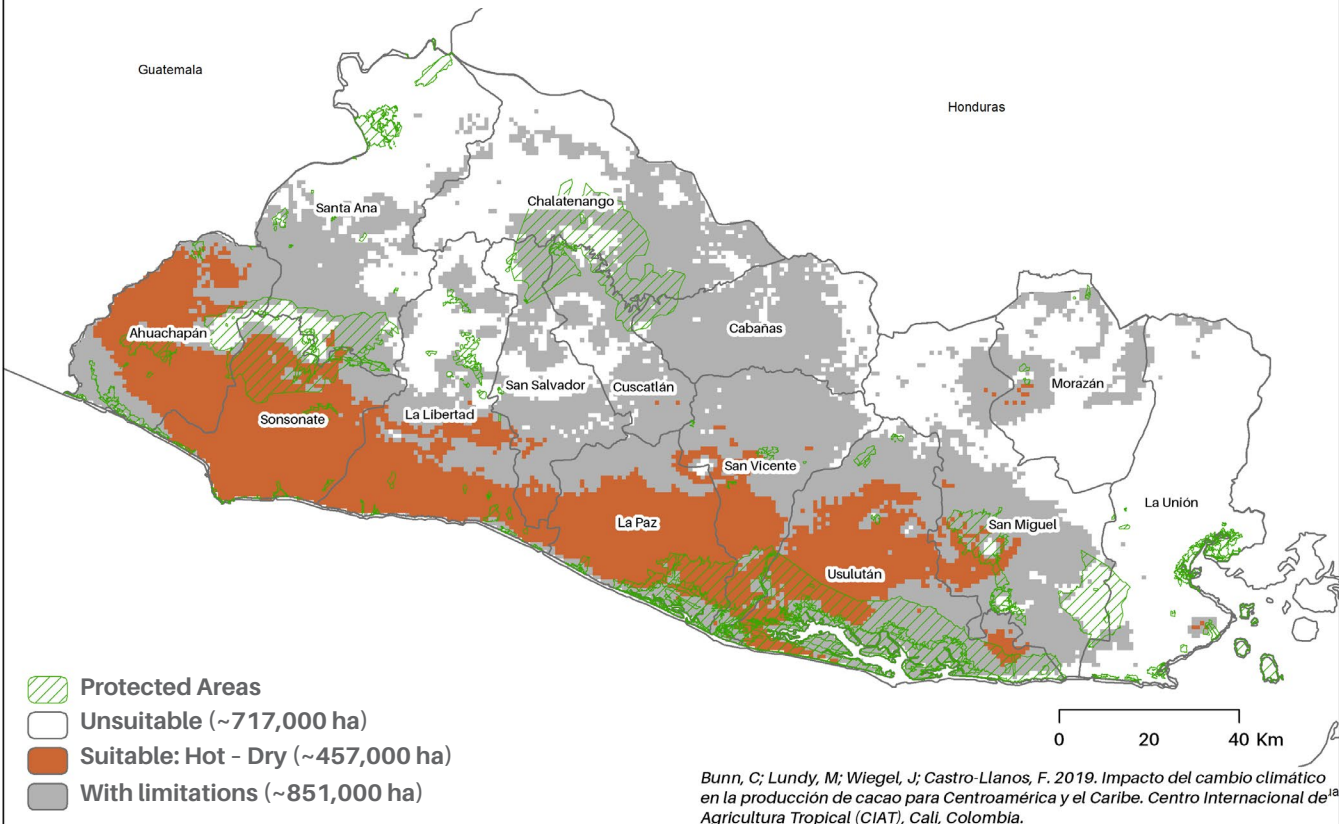 Guatemala
Honduras
Santa Ana
Chalatenango
Ahuachapán
Cabañas
Sonsonate
La Libertad
San Salvador
Cuscatlán
Morazán
San Vicente
La Paz
Usulután
San Miguel
La Unión
Protected Areas
Unsuitable (~717,000 ha)
Suitable: Hot - Dry (~457,000 ha)
With limitations (~851,000 ha)
0 20 40 Km
Bunn, C; Lundy, M; Wiegel, J; Castro-Llanos, F. 2019. Impacto del cambio climático
en la producción de cacao para Centroamérica y el Caribe. Centro Internacional de
Agricultura Tropical (CIAT), Cali, Colombia.